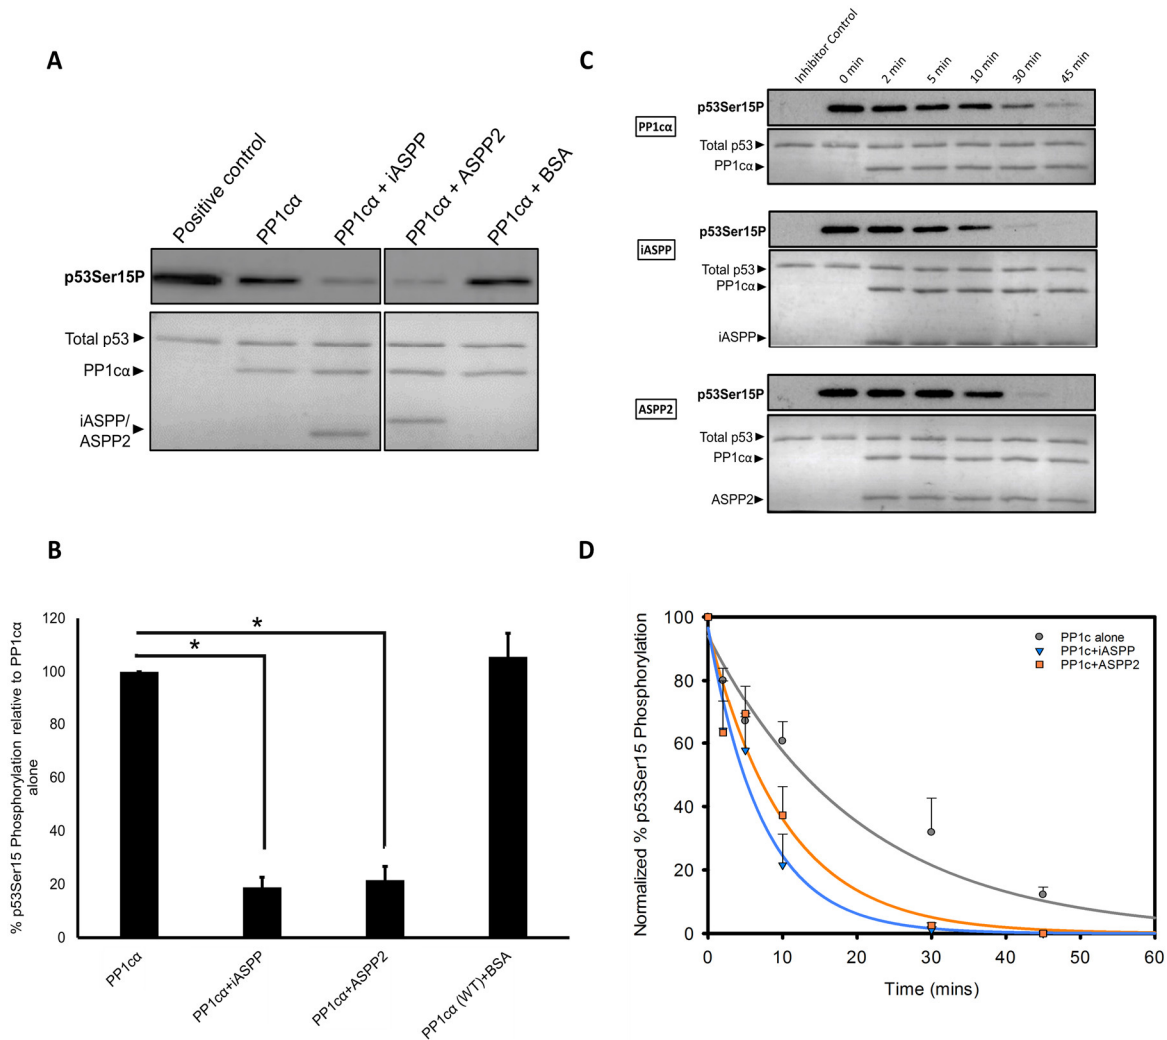 A
Positive control
PP1cα
PP1cα + iASPP
PP1cα + ASPP2
PP1cα + BSA
p53Ser15P
Total p53
PP1cα
iASPP/
ASPP2
C
Inhibitor Control
0 min
2 min
5 min
10 min
30 min
45 min
PP1cα
p53Ser15P
Total p53
PP1cα
iASPP
p53Ser15P
Total p53
PP1cα
iASPP
ASPP2
p53Ser15P
Total p53
PP1cα
ASPP2
B
% p53Ser15 Phosphorylation relative to PP1cα
alone
120
100
80
60
40
20
0
*
*
PP1cα
PP1cα+iASPP
PP1cα+ASPP2
PP1cα (WT)+BSA
D
Normalized % p53Ser15 Phosphorylation
100
80
60
40
20
0
PP1c alone
PP1c+iASPP
PP1c+ASPP2
0
10
20
30
40
50
60
Time (mins)